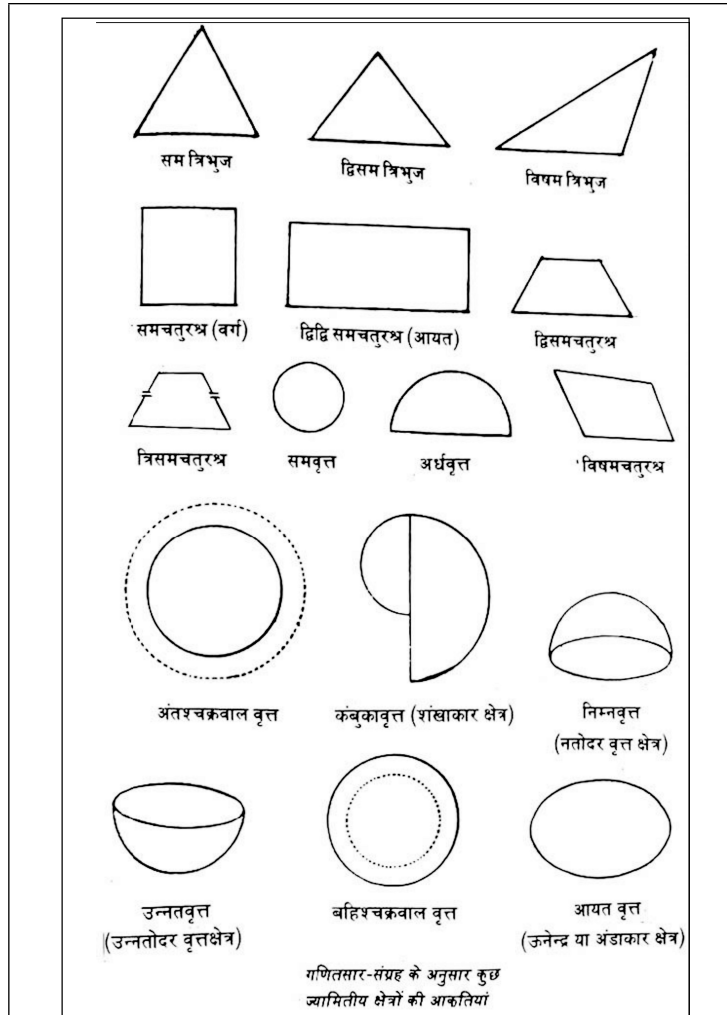 सम त्रिभुज
द्विसम त्रिभुज
विषम त्रिभुज
समचतुरश्र (वर्ग)
द्विद्वि समचतुरश्र (आयत)
द्विसमचतुरश्र
त्रिसमचतुरश्र
समवृत्त
अर्धवृत्त
विषमचतुरश्र
अंतश्चक्रवाल वृत्त
कंबुकावृत्त (शंखाकार क्षेत्र)
निम्नवृत्त
(नतोदर वृत्त क्षेत्र)
उन्नतवृत्त
(उन्नतोदर वृत्तक्षेत्र)
बहिश्चक्रवाल वृत्त
आयत वृत्त
(ऊनेन्द्र या अंडाकार क्षेत्र)
गणितसार-संग्रह के अनुसार कुछ
ज्यामितीय क्षेत्रों की आकृतियां